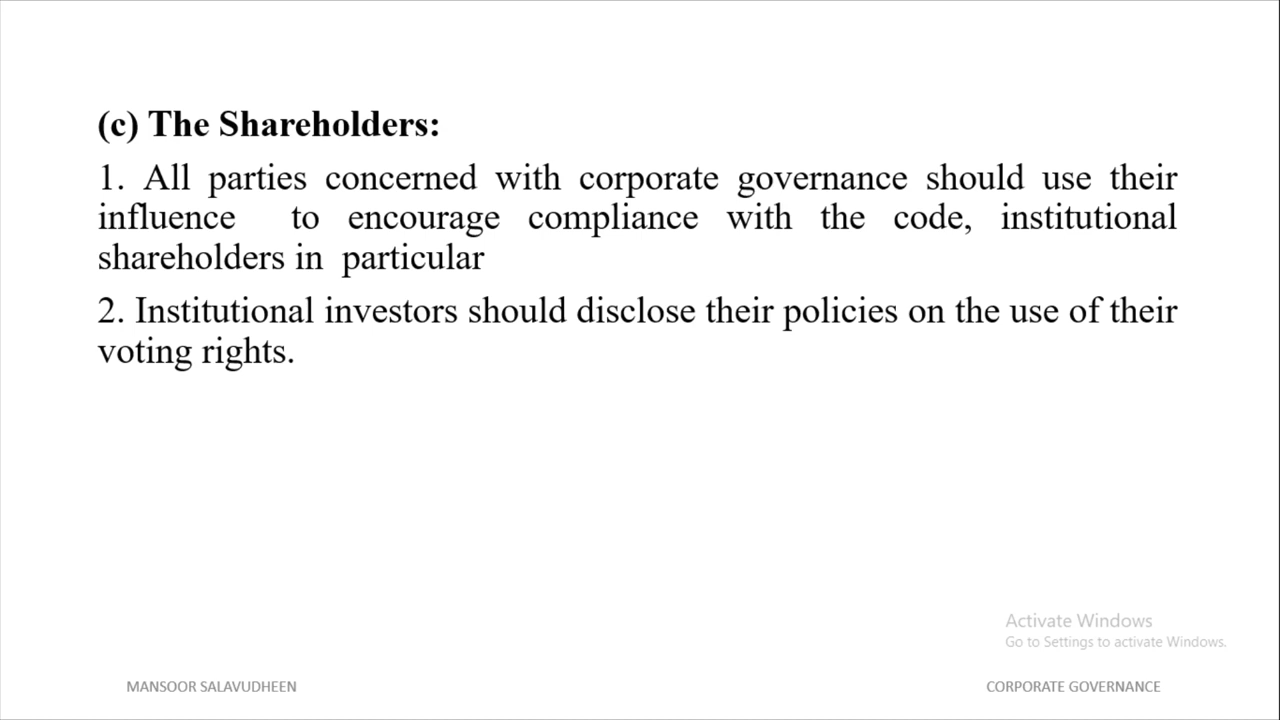 (c) The Shareholders:
1. All parties concerned with corporate governance should use their
influence to encourage compliance with the code, institutional
shareholders in particular
2. Institutional investors should disclose their policies on the use of their
voting rights.
Activate Windows
Go to Settings to activate Windows.
MANSOOR SALAVUDHEEN
CORPORATE GOVERNANCE